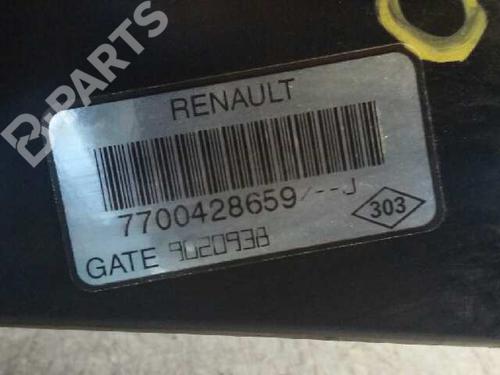 B-PARTS
RENAULT
7700428659/--J
303
GATE 9020938